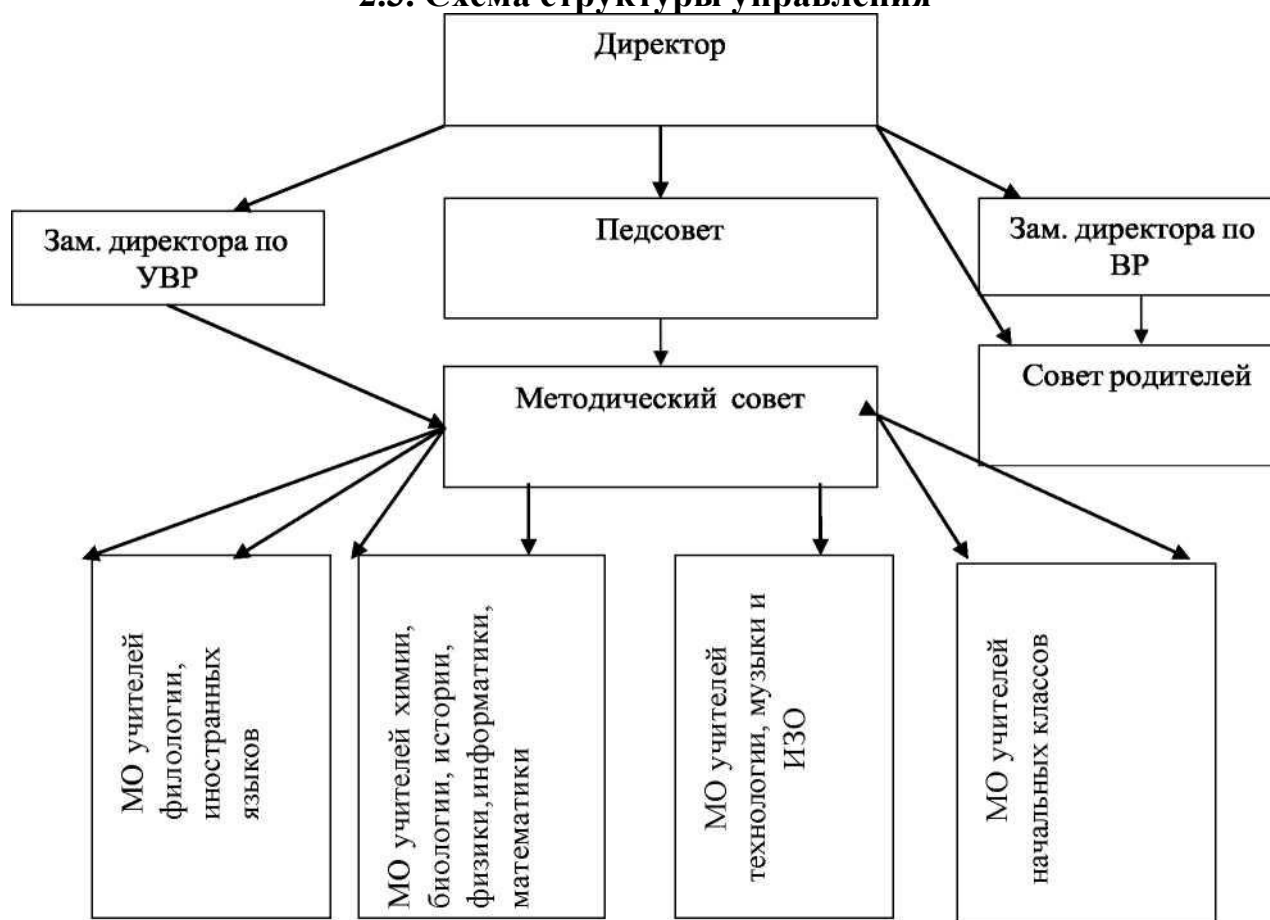 2.3. Схема структуры управления
Директор
Зам. директора по
УВР
Педсовет
Зам. директора по
ВР
Методический совет
Совет родителей
МО учителей
филологии,
иностранных
языков
МО учителей химии,
биологии, истории,
физики,информатики,
математики
МО учителей
технологии, музыки и
ИЗО
МО учителей
начальных классов